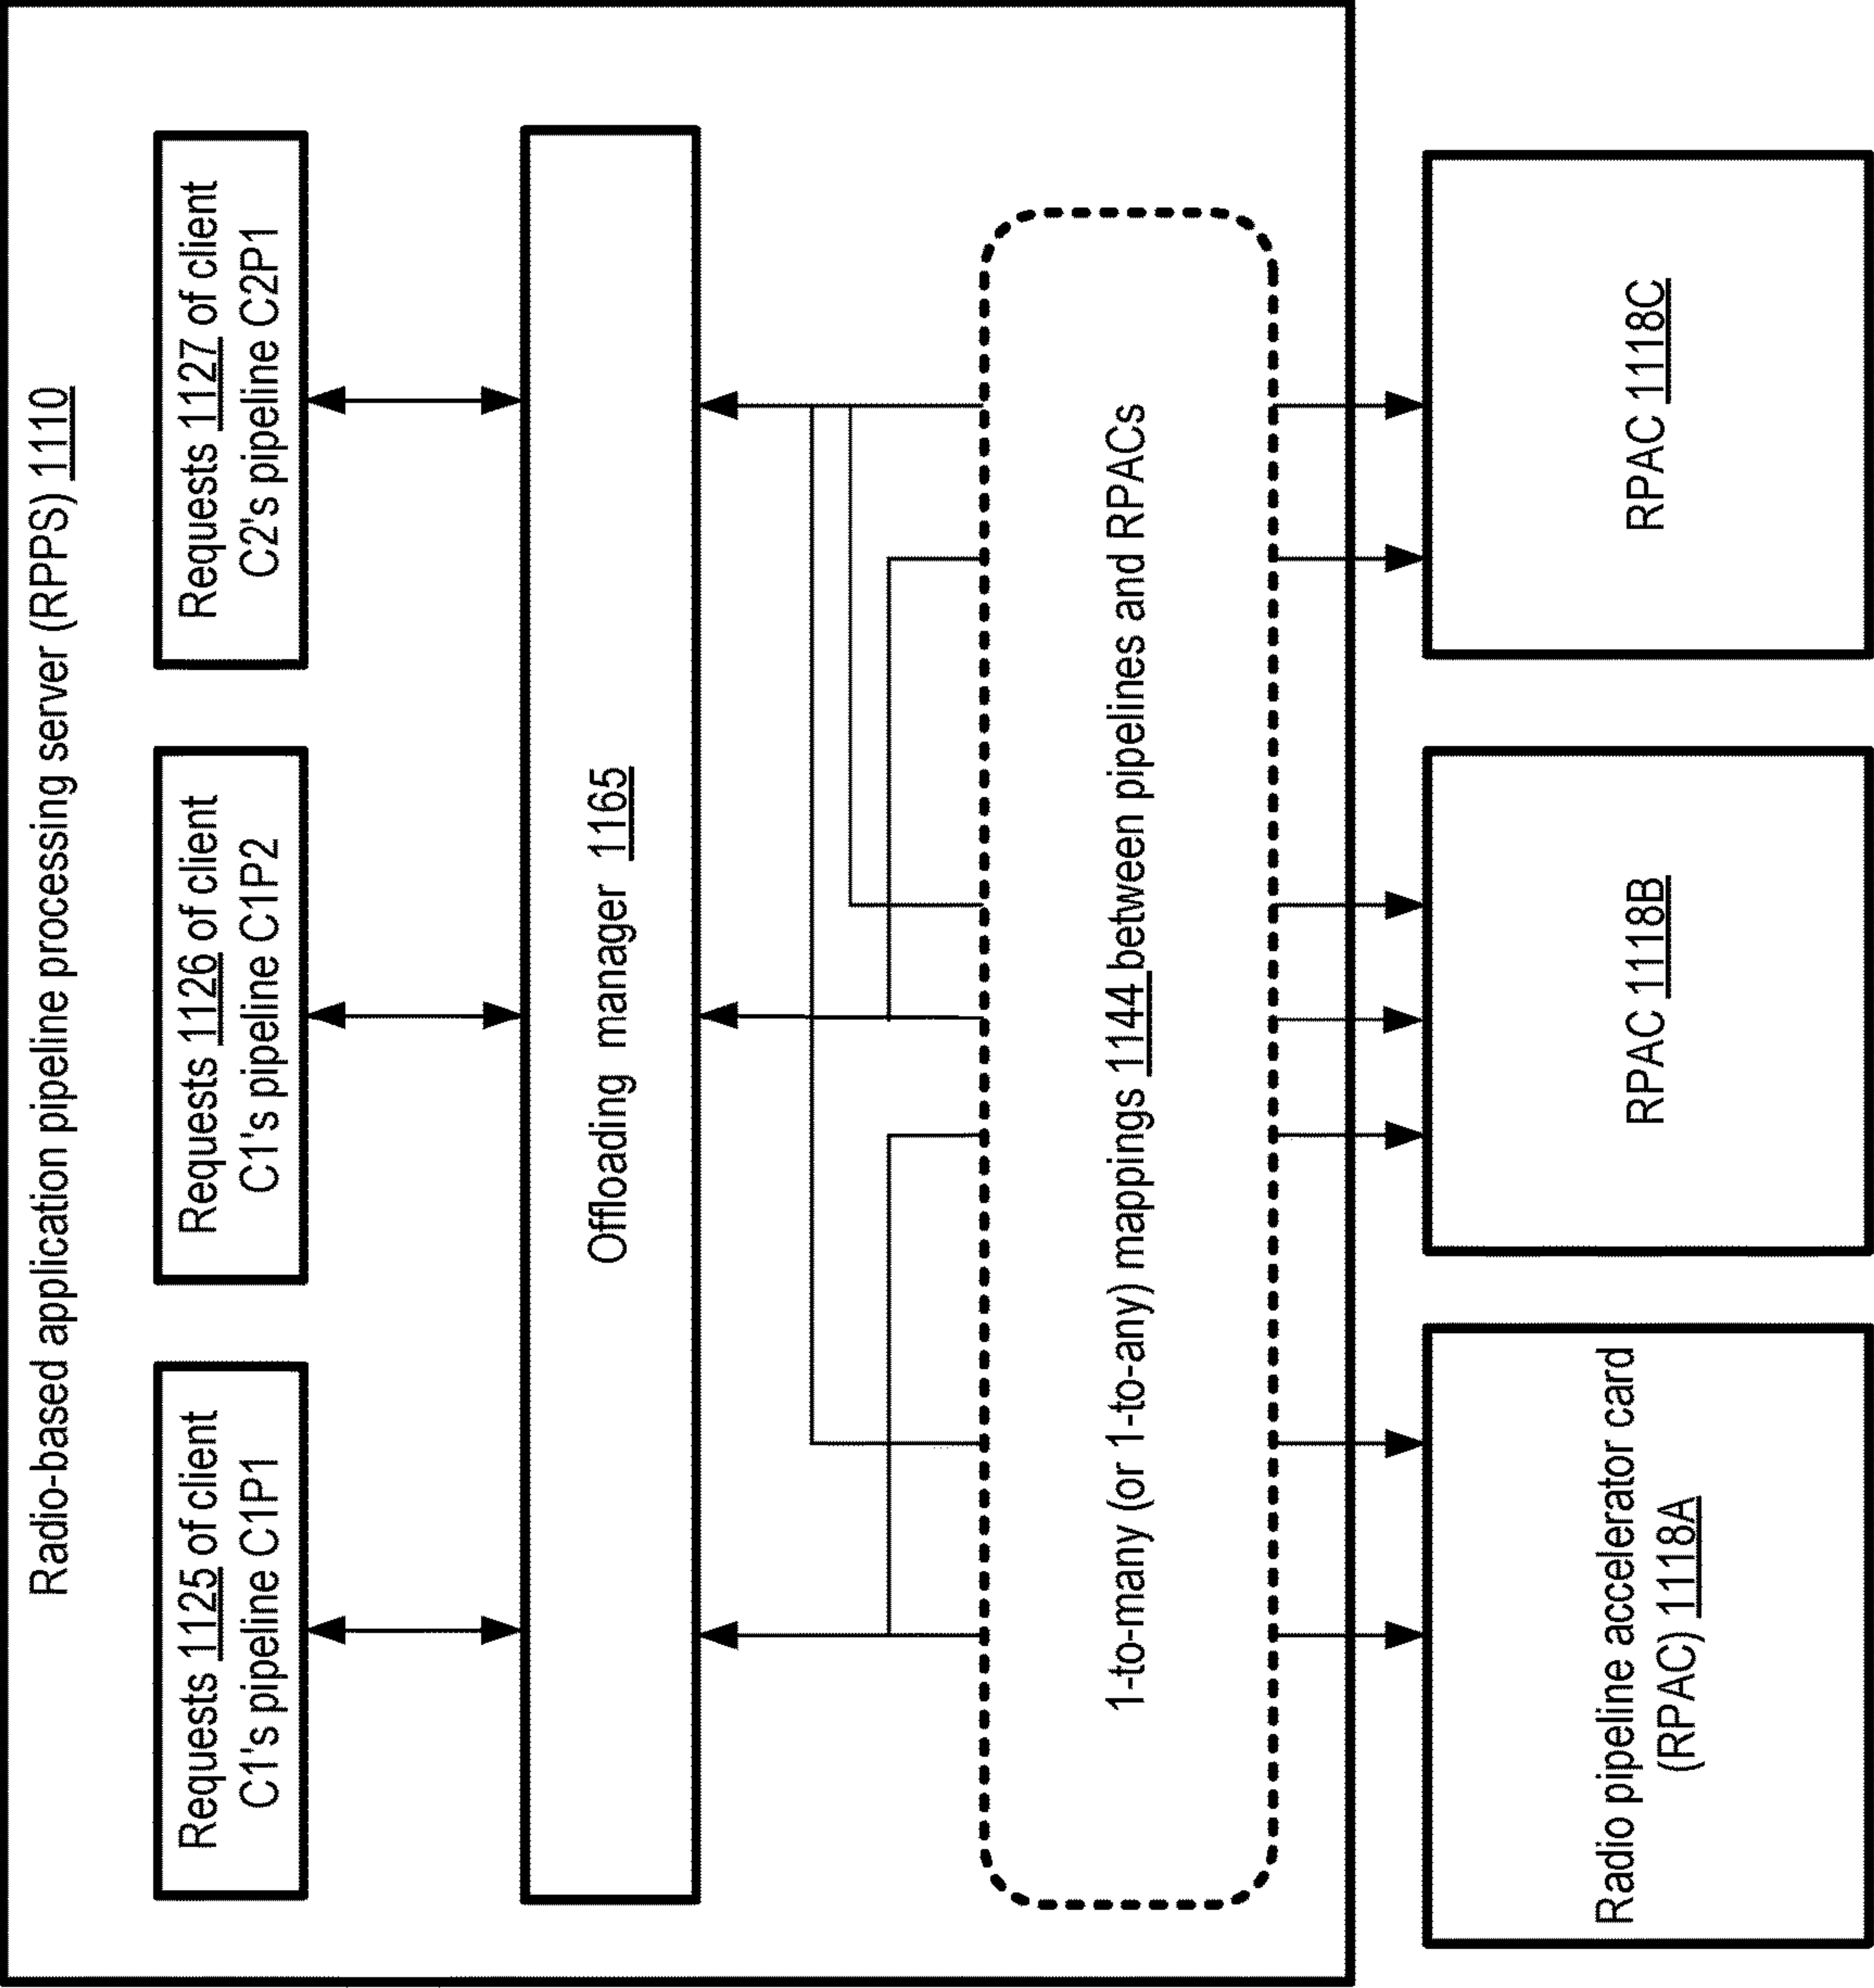 Radio-based application pipeline processing server (RPPS) 1110
Requests 1125 of client
C1's pipeline C1P1
Requests 1126 of client
C1's pipeline C1P2
Requests 1127 of client
C2's pipeline C2P1
Offloading manager 1165
1-to-many (or 1-to-any) mappings 1144 between pipelines and RPACs
Radio pipeline accelerator card
(RPAC) 1118A
RPAC 1118B
RPAC 1118C